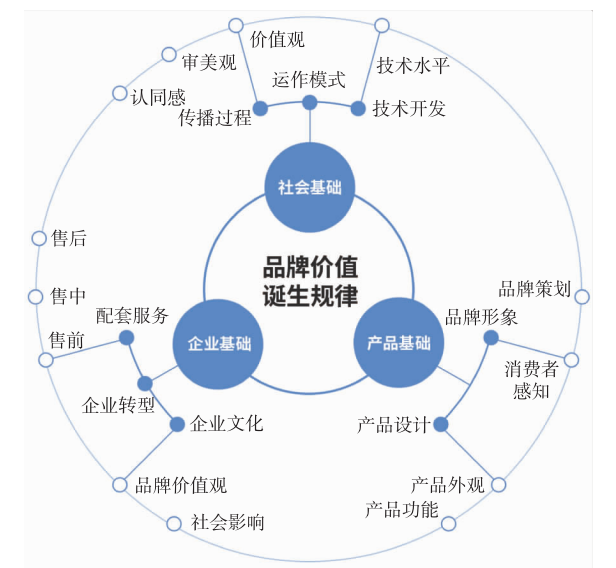 价值观
审美观
技术水平
运作模式
认同感
传播过程
技术开发
社会基础
售后
品牌价值
诞生规律
售中
品牌策划
配套服务
品牌形象
售前
企业基础
产品基础
消费者
感知
企业转型
企业文化
产品设计
品牌价值观
产品外观
产品功能
社会影响